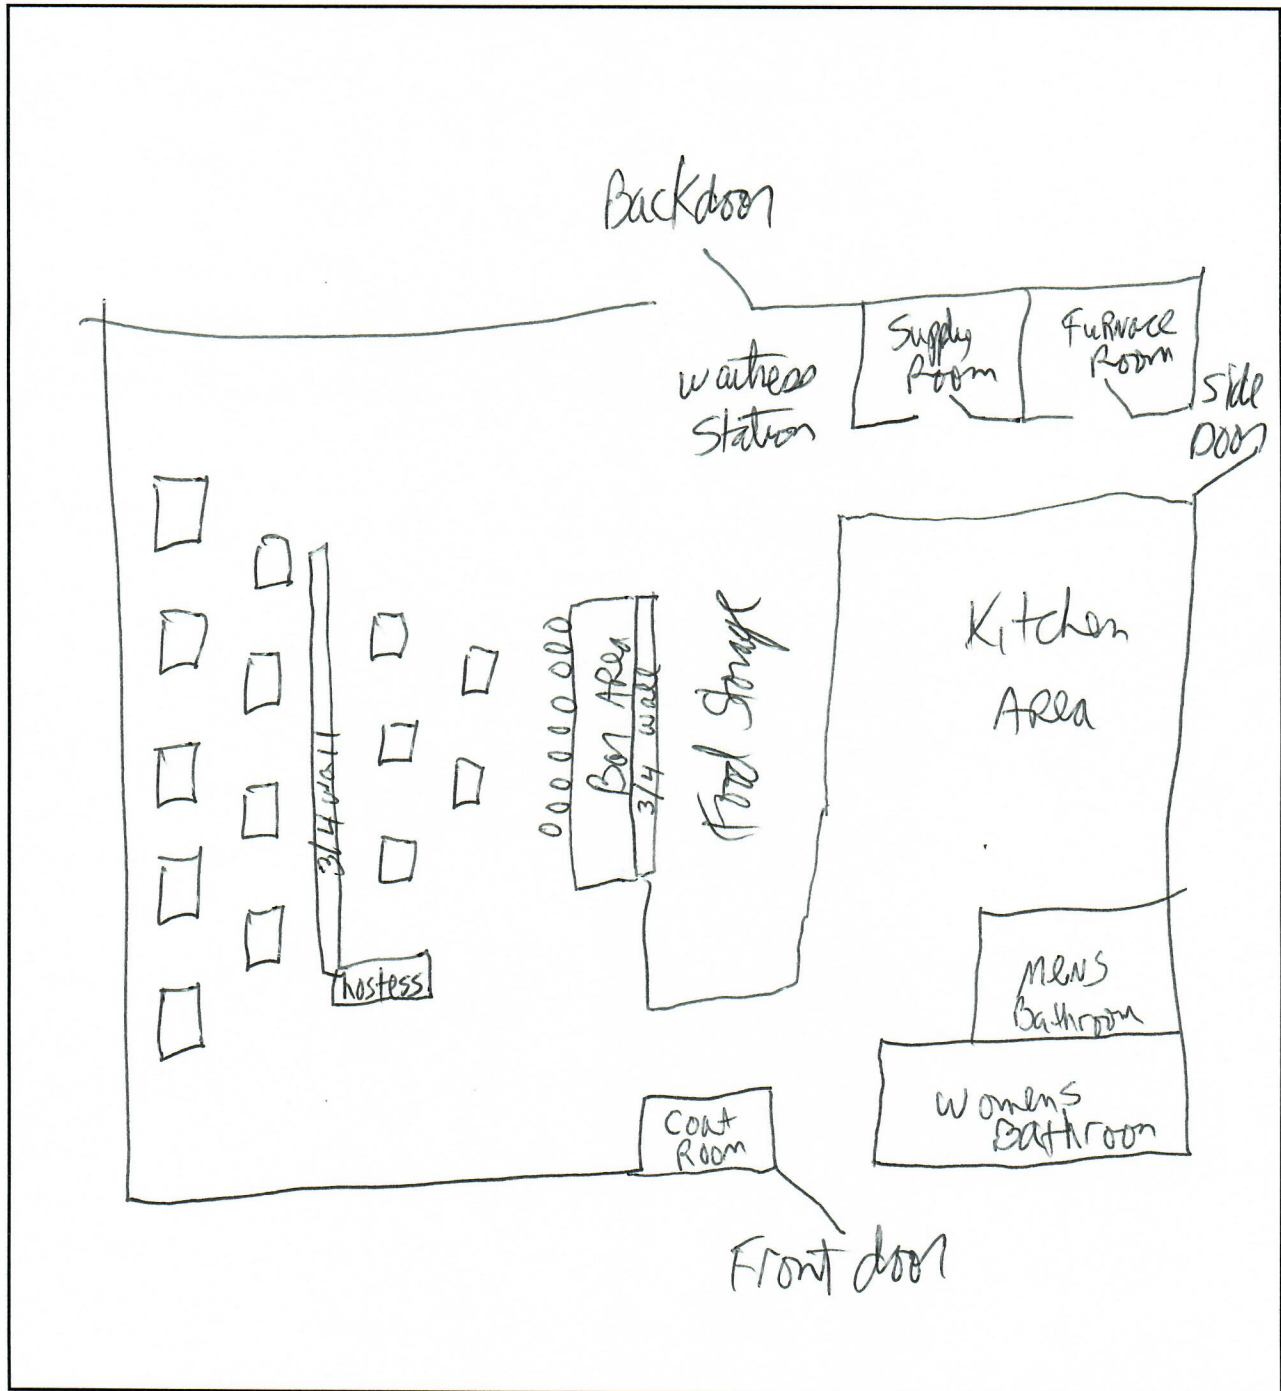 Backdoor
Supply
Room
Furnace
Room
Side
Door
waitress
Station
Kitchen
Area
Bar Area
3/4 wall
Food Storage
3/4 wall
hostess
Mens
Bathroom
Womens
Bathroom
Coat
Room
Front door